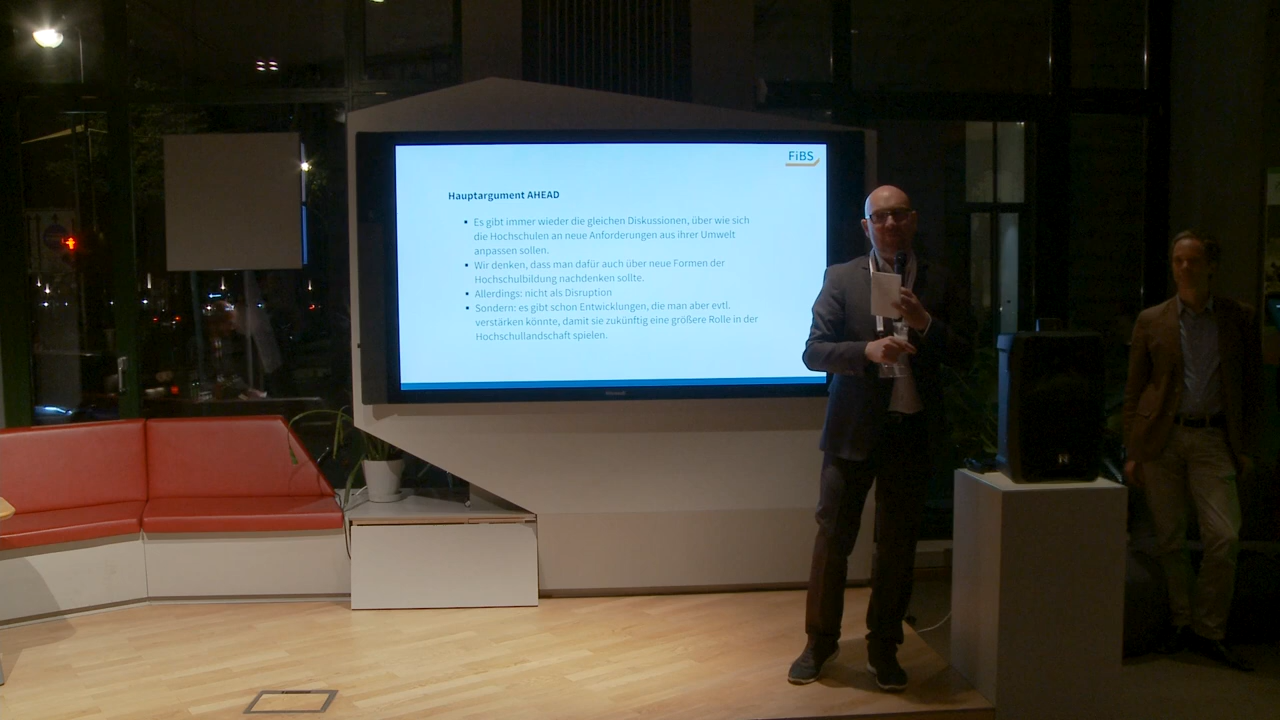 FiBS
Hauptargument AHEAD
• Es gibt immer wieder die gleichen Diskussionen, über wie sich
die Hochschulen an neue Anforderungen aus ihrer Umwelt
anpassen sollen.
• Wir denken, dass man dafür auch über neue Formen der
Hochschulbildung nachdenken sollte.
• Allerdings: nicht als Disruption
• Sondern: es gibt schon Entwicklungen, die man aber evtl.
verstärken könnte, damit sie zukünftig eine größere Rolle in der
Hochschullandschaft spielen.